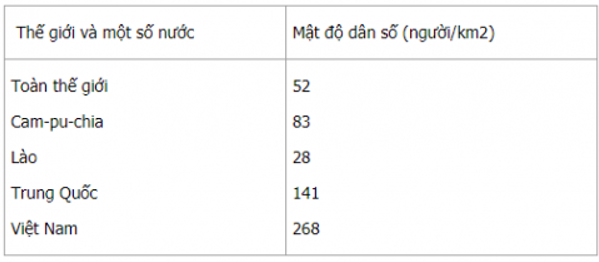 Thế giới và một số nước Mật độ dân số (người/km2)
Toàn thế giới 52
Cam-pu-chia 83
Lào 28
Trung Quốc 141
Việt Nam 268